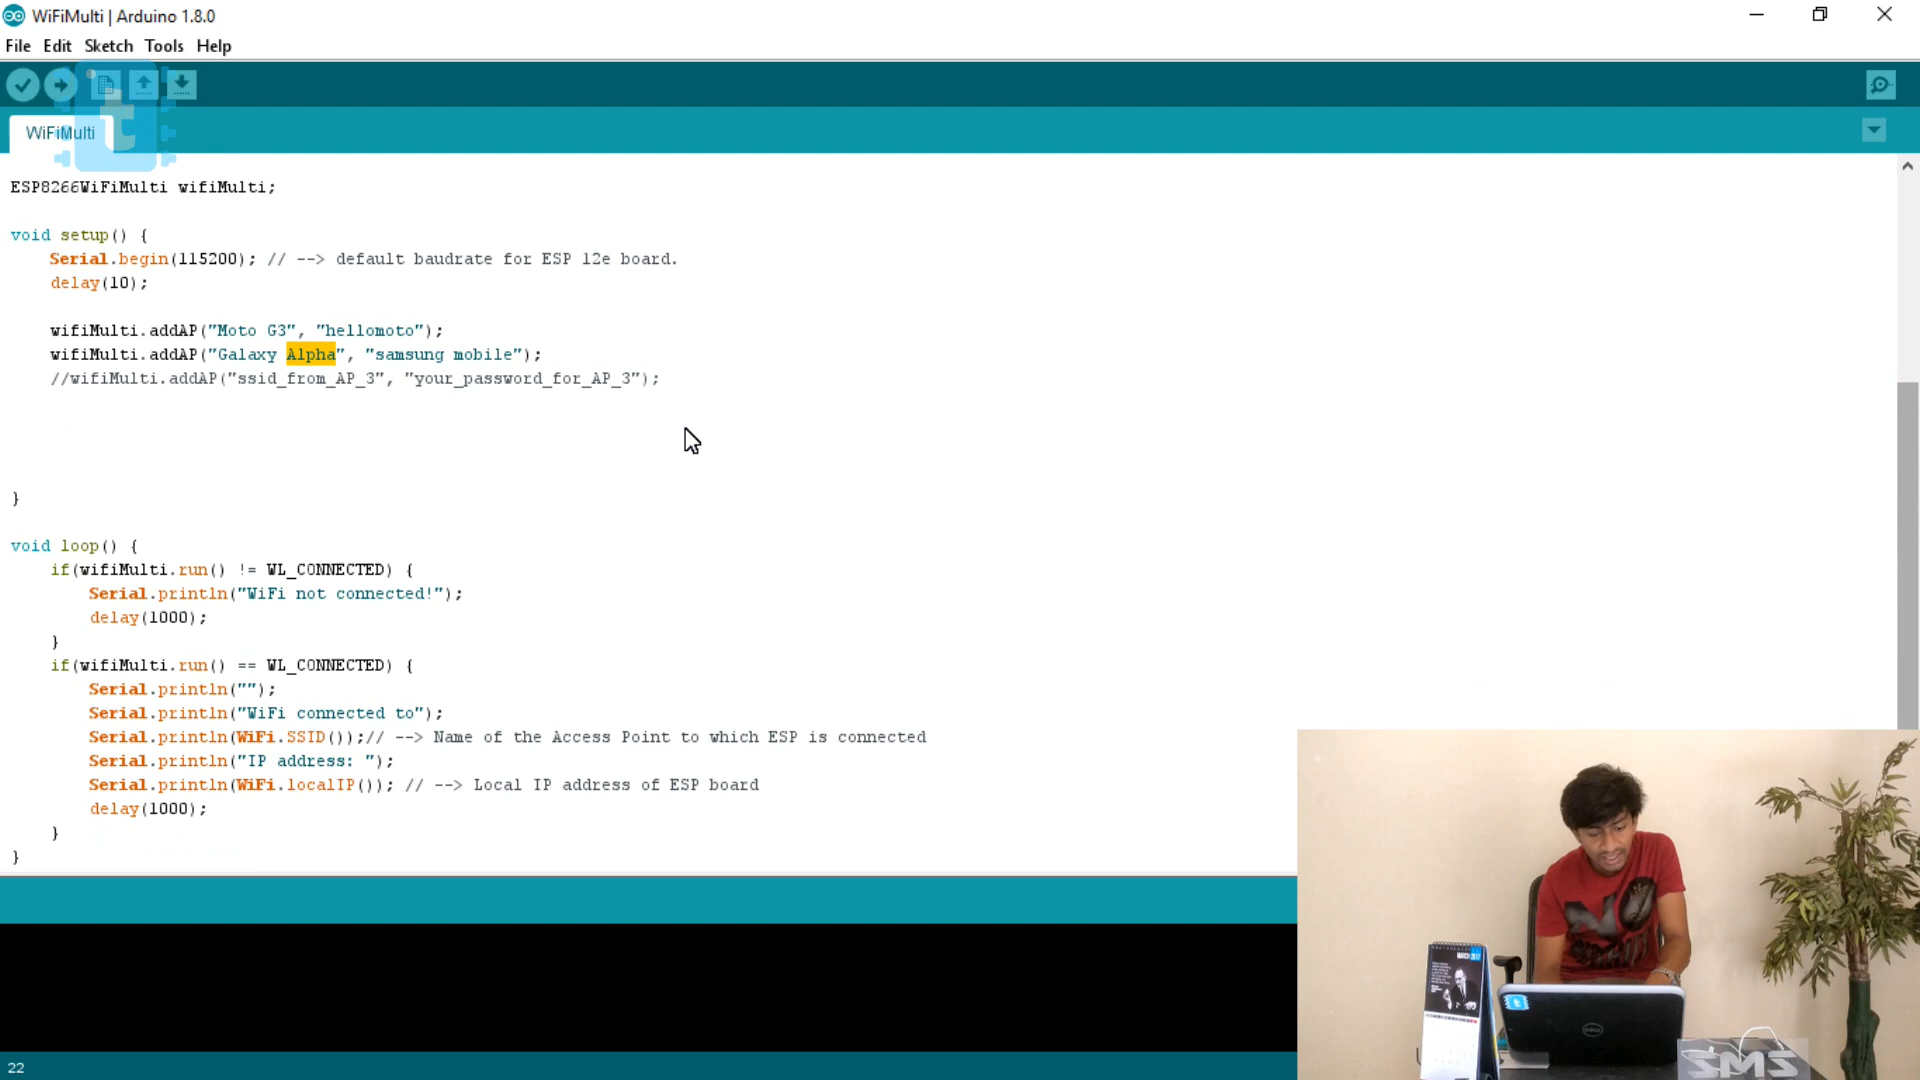 WiFiMulti | Arduino 1.8.0
File Edit Sketch Tools Help
t
WiFiMulti
ESP8266WiFiMulti wifiMulti;
void setup() {
Serial.begin(115200); // --> default baudrate for ESP 12e board.
delay(10);
wifiMulti.addAP("Moto G3", "hellomoto");
wifiMulti.addAP("Galaxy Alpha", "samsung mobile");
//wifiMulti.addAP("ssid_from_AP_3", "your_password_for_AP_3");
}
void loop() {
if(wifiMulti.run() != WL_CONNECTED) {
Serial.println("WiFi not connected!");
delay(1000);
}
if(wifiMulti.run() == WL_CONNECTED) {
Serial.println("");
Serial.println("WiFi connected to");
Serial.println(WiFi.SSID());// --> Name of the Access Point to which ESP is connected
Serial.println("IP address: ");
Serial.println(WiFi.localIP()); // --> Local IP address of ESP board
delay(1000);
}
}
MARCH 2017
t
DELL
SMS
22